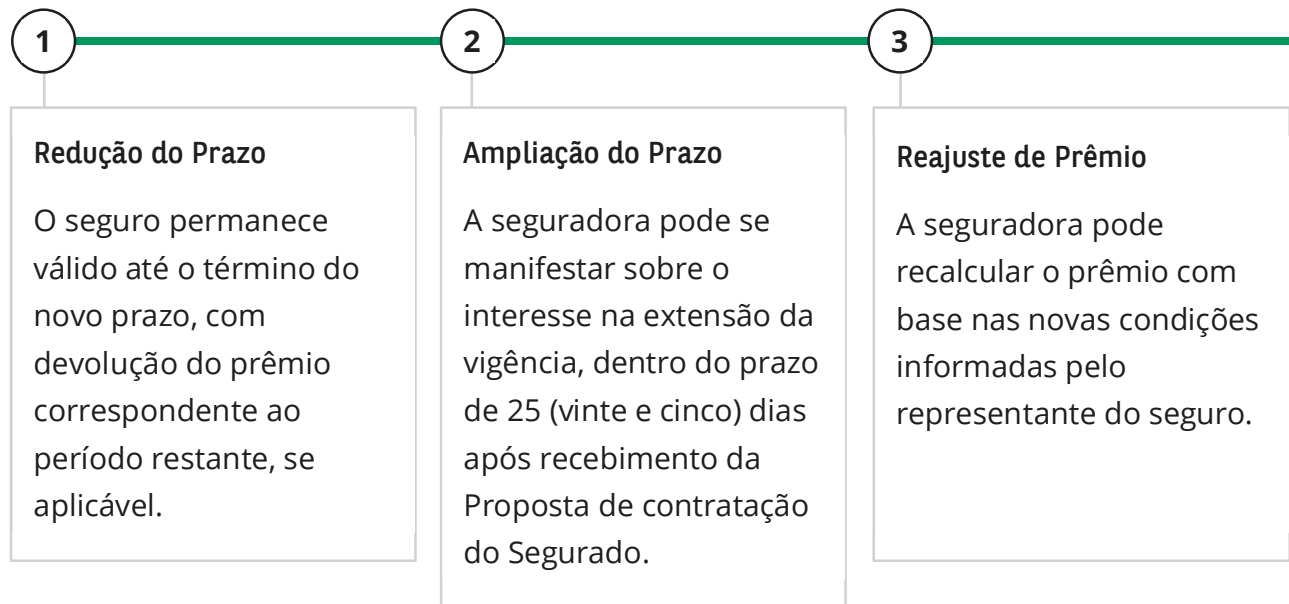 1
2
3
Redução do Prazo
O seguro permanece
válido até o término do
novo prazo, com
devolução do prêmio
correspondente ao
período restante, se
aplicável.
Ampliação do Prazo
A seguradora pode se
manifestar sobre o
interesse na extensão da
vigência, dentro do prazo
de 25 (vinte e cinco) dias
após recebimento da
Proposta de contratação
do Segurado.
Reajuste de Prêmio
A seguradora pode
recalcular o prêmio com
base nas novas condições
informadas pelo
representante do seguro.